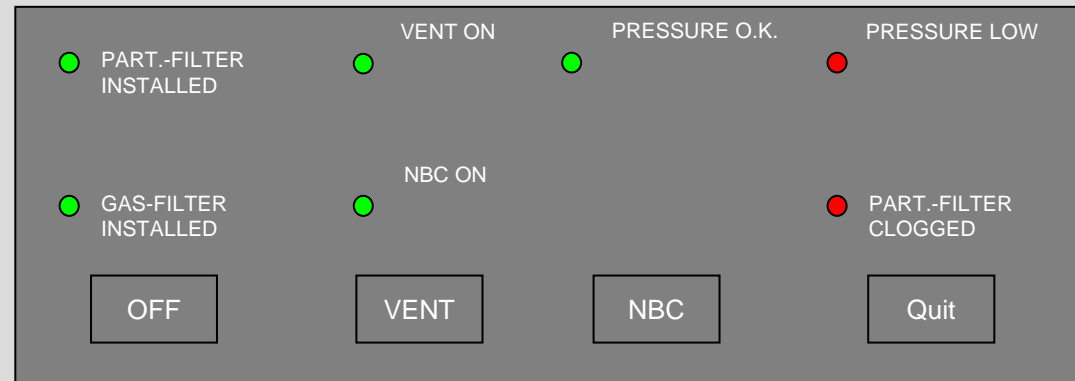 VENT ON
PRESSURE O.K.
PRESSURE LOW
PART.-FILTER
INSTALLED
NBC ON
GAS-FILTER
INSTALLED
PART.-FILTER
CLOGGED
OFF
VENT
NBC
Quit